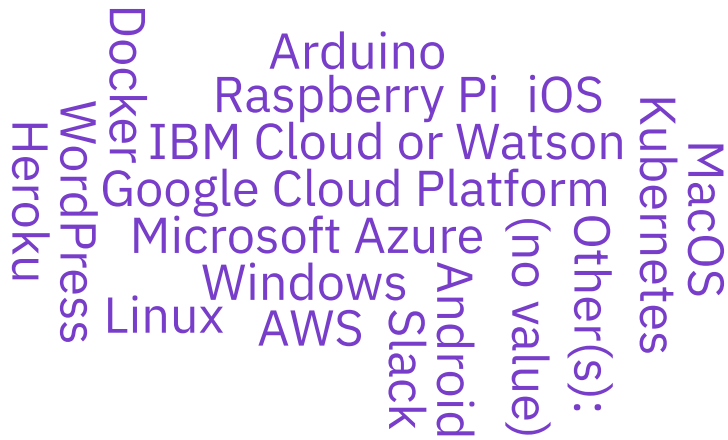 Docker
Arduino
Raspberry Pi
iOS
IBM Cloud or Watson
Google Cloud Platform
Microsoft Azure
Windows
Linux
AWS
Heroku
WordPress
Slack
Android
(no value)
Other(s):
Kubernetes
MacOS